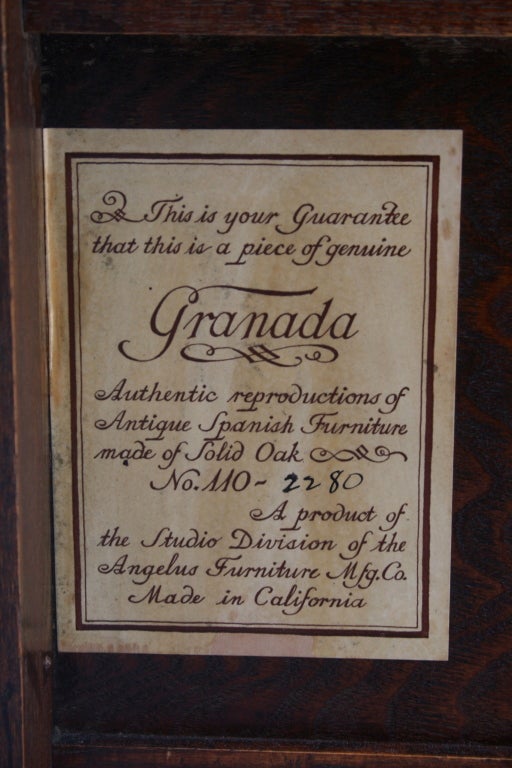 This is your Guarantee
that this is a piece of genuine
Granada
Authentic reproductions of
Antique Spanish Furniture
made of Solid Oak
No. 110 - 2280
A product of
the Studio Division of the
Angelus Furniture Mfg. Co.
Made in California